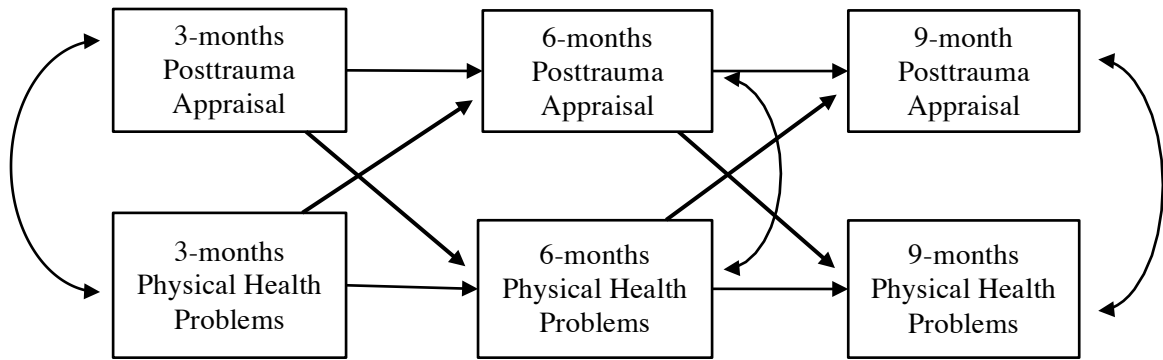 3-months
Posttrauma
Appraisal
6-months
Posttrauma
Appraisal
9-month
Posttrauma
Appraisal
3-months
Physical Health
Problems
6-months
Physical Health
Problems
9-months
Physical Health
Problems